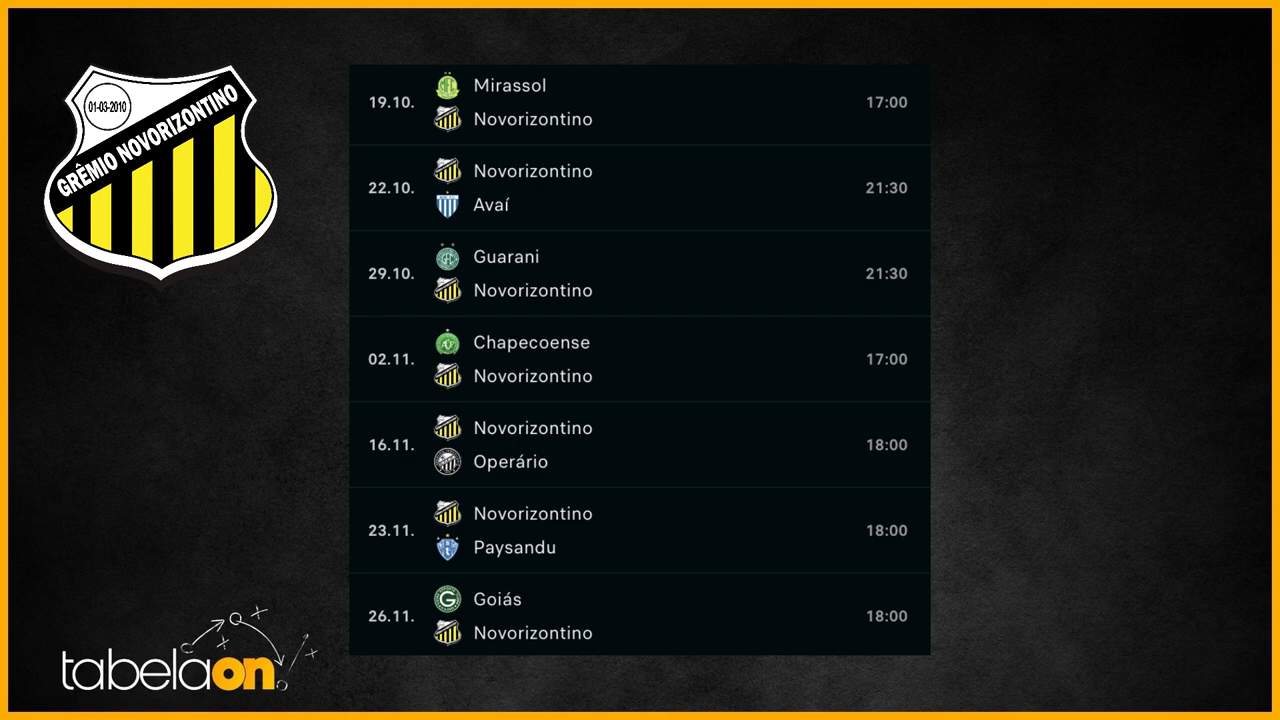 01-03-2010
GRÊMIO NOVORIZONTINO
19.10.
Mirassol
Novorizontino
17:00
22.10.
Novorizontino
Avaí
21:30
29.10.
Guarani
Novorizontino
21:30
02.11.
Chapecoense
Novorizontino
17:00
16.11.
Novorizontino
Operário
18:00
23.11.
Novorizontino
Paysandu
18:00
26.11.
Goiás
Novorizontino
18:00
tabelaon